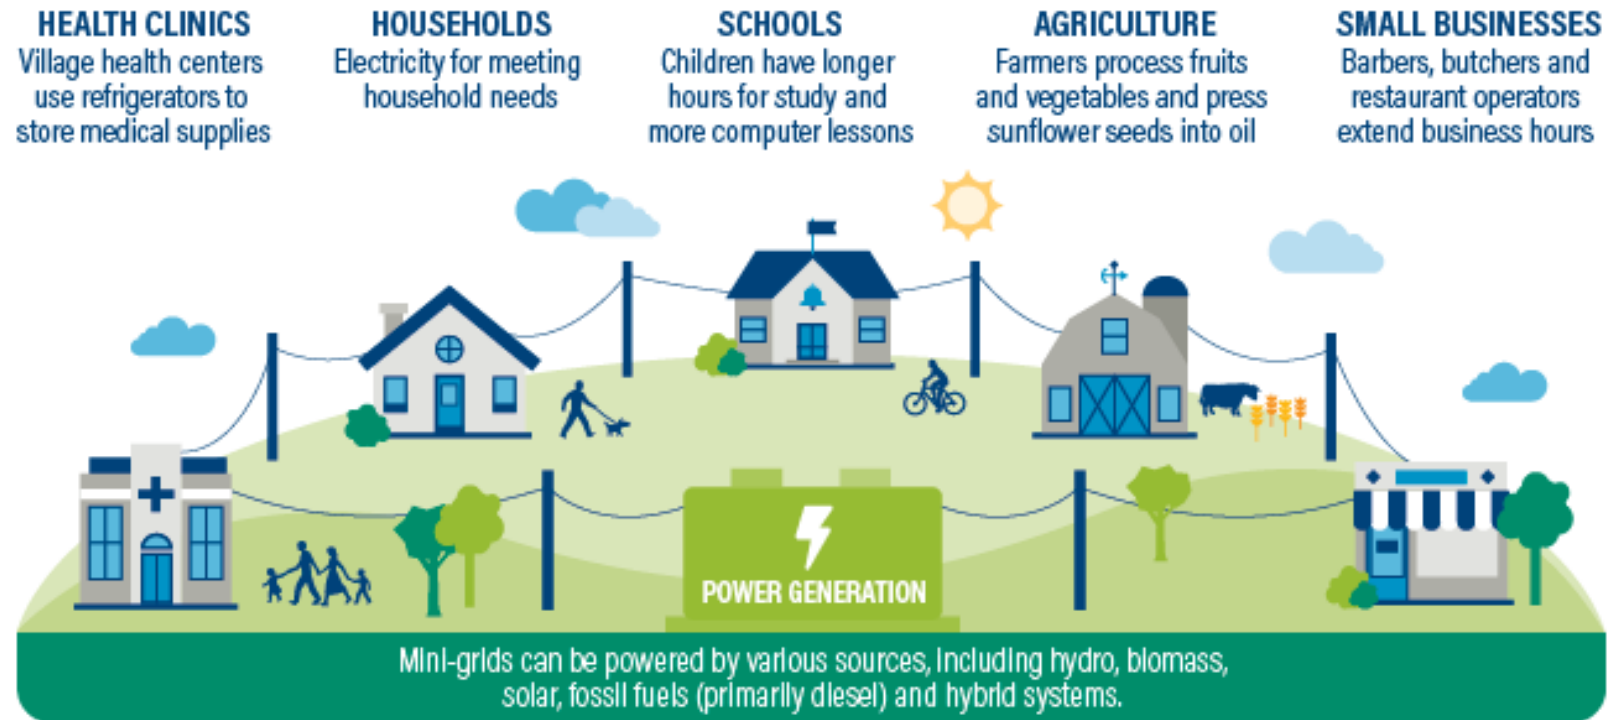 HEALTH CLINICS
Village health centers
use refrigerators to
store medical supplies
HOUSEHOLDS
Electricity for meeting
household needs
SCHOOLS
Children have longer
hours for study and
more computer lessons
AGRICULTURE
Farmers process fruits
and vegetables and press
sunflower seeds into oil
SMALL BUSINESSES
Barbers, butchers and
restaurant operators
extend business hours
POWER GENERATION
Mini-grids can be powered by various sources, including hydro, biomass,
solar, fossil fuels (primarily diesel) and hybrid systems.